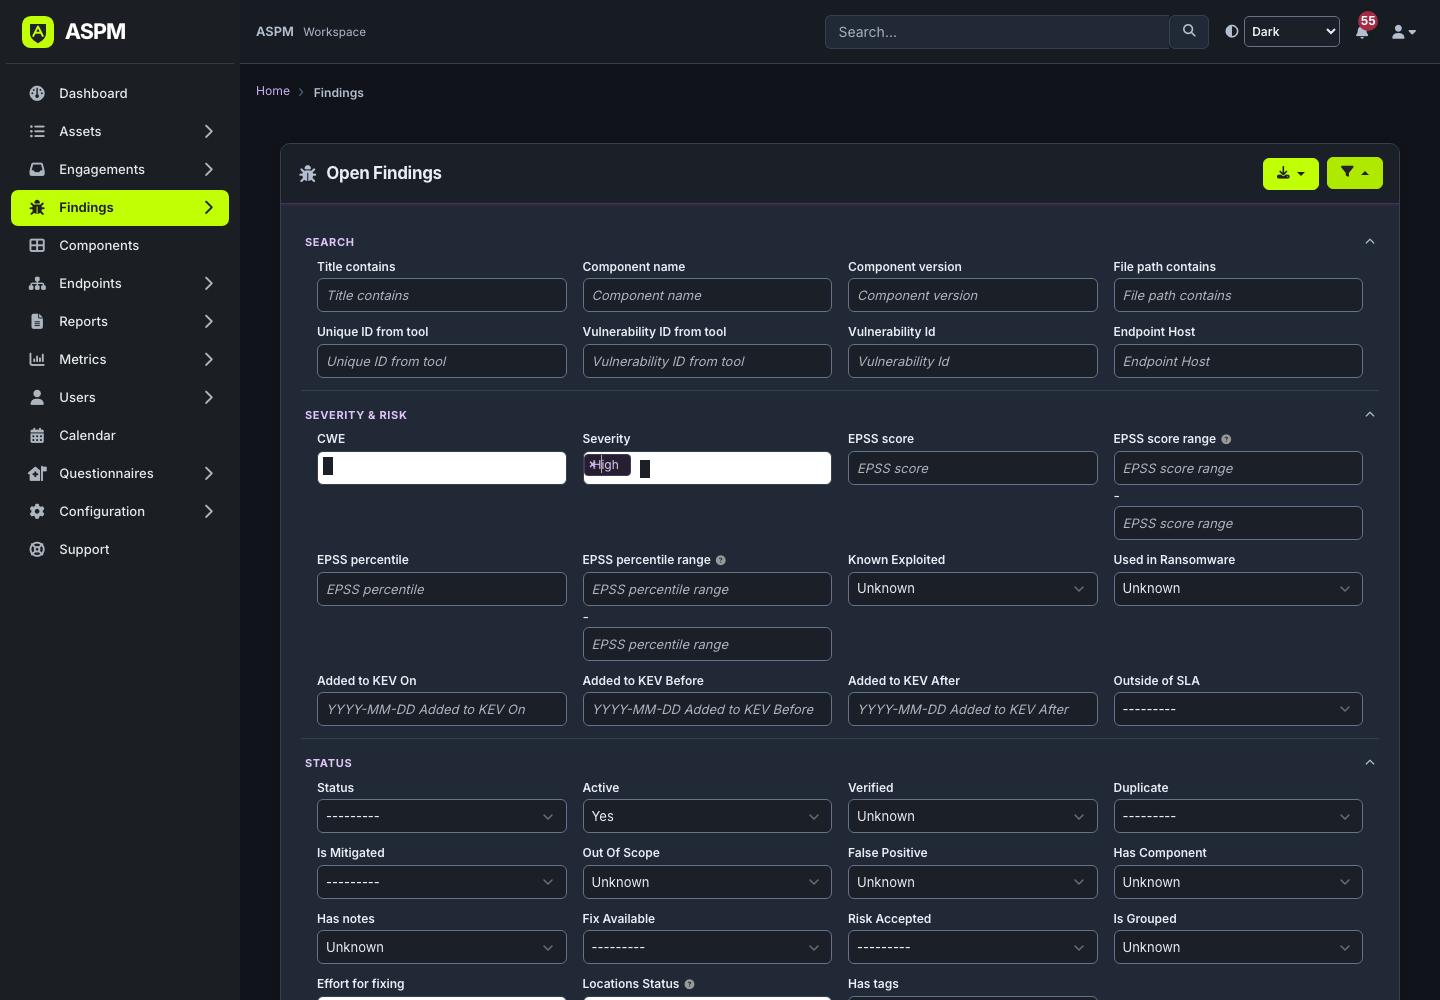 ASPM
ASPM Workspace
Search...
Dark
55
Dashboard
Assets
Engagements
Findings
Components
Endpoints
Reports
Metrics
Users
Calendar
Questionnaires
Configuration
Support
Home
Findings
Open Findings
SEARCH
Title contains Component name Component version File path contains
Title contains Component name Component version File path contains
Unique ID from tool Vulnerability ID from tool Vulnerability Id Endpoint Host
Unique ID from tool Vulnerability ID from tool Vulnerability Id Endpoint Host
SEVERITY & RISK
CWE Severity EPSS score EPSS score range
×High EPSS score EPSS score range
–
EPSS score range
EPSS percentile EPSS percentile range Known Exploited Used in Ransomware
EPSS percentile EPSS percentile range Unknown Unknown
–
EPSS percentile range
Added to KEV On Added to KEV Before Added to KEV After Outside of SLA
YYYY-MM-DD Added to KEV On YYYY-MM-DD Added to KEV Before YYYY-MM-DD Added to KEV After ---------
STATUS
Status Active Verified Duplicate
--------- Yes Unknown ---------
Is Mitigated Out Of Scope False Positive Has Component
--------- Unknown Unknown Unknown
Has notes Fix Available Risk Accepted Is Grouped
Unknown --------- --------- Unknown
Effort for fixing Locations Status Has tags